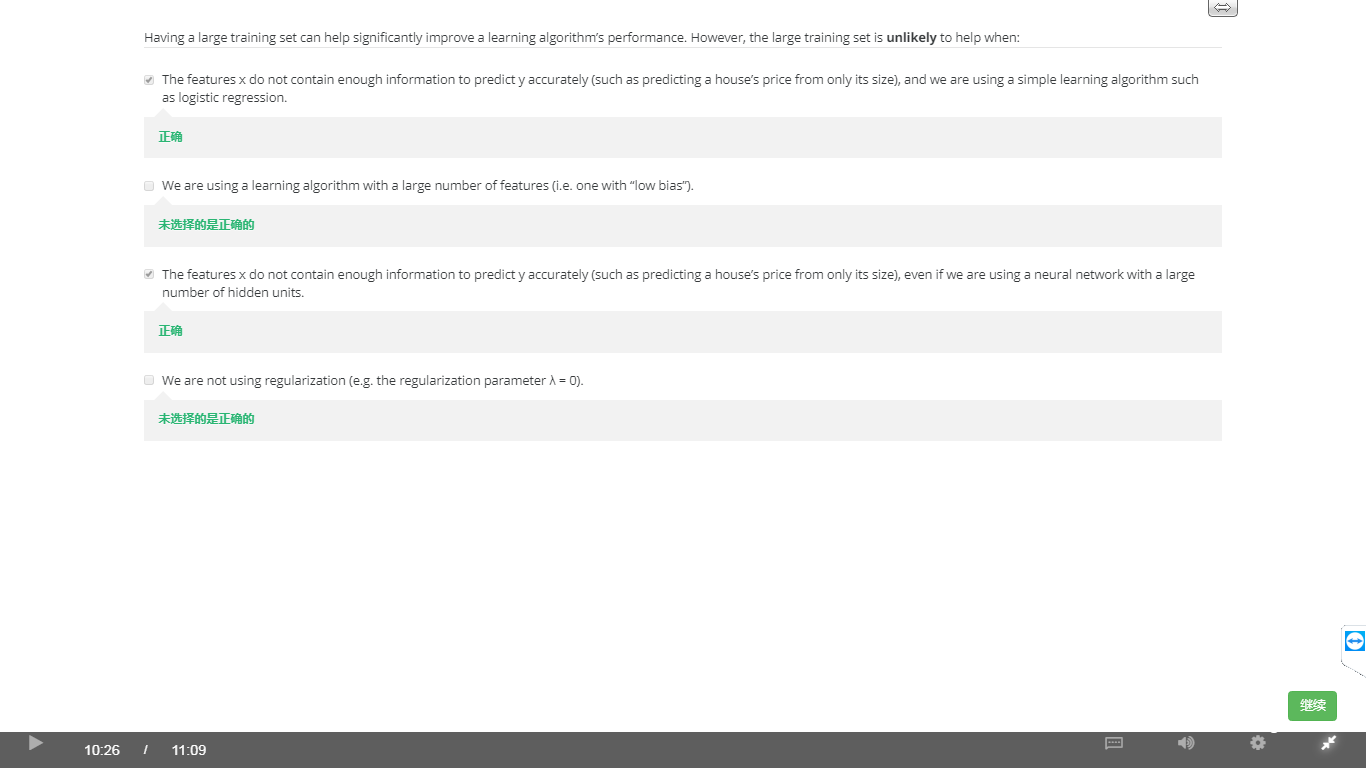 Having a large training set can help significantly improve a learning algorithm’s performance. However, the large training set is unlikely to help when:
The features x do not contain enough information to predict y accurately (such as predicting a house’s price from only its size), and we are using a simple learning algorithm such
as logistic regression.
正确
We are using a learning algorithm with a large number of features (i.e. one with “low bias”).
未选择的是正确的
The features x do not contain enough information to predict y accurately (such as predicting a house’s price from only its size), even if we are using a neural network with a large
number of hidden units.
正确
We are not using regularization (e.g. the regularization parameter λ = 0).
未选择的是正确的
继续
10:26 / 11:09